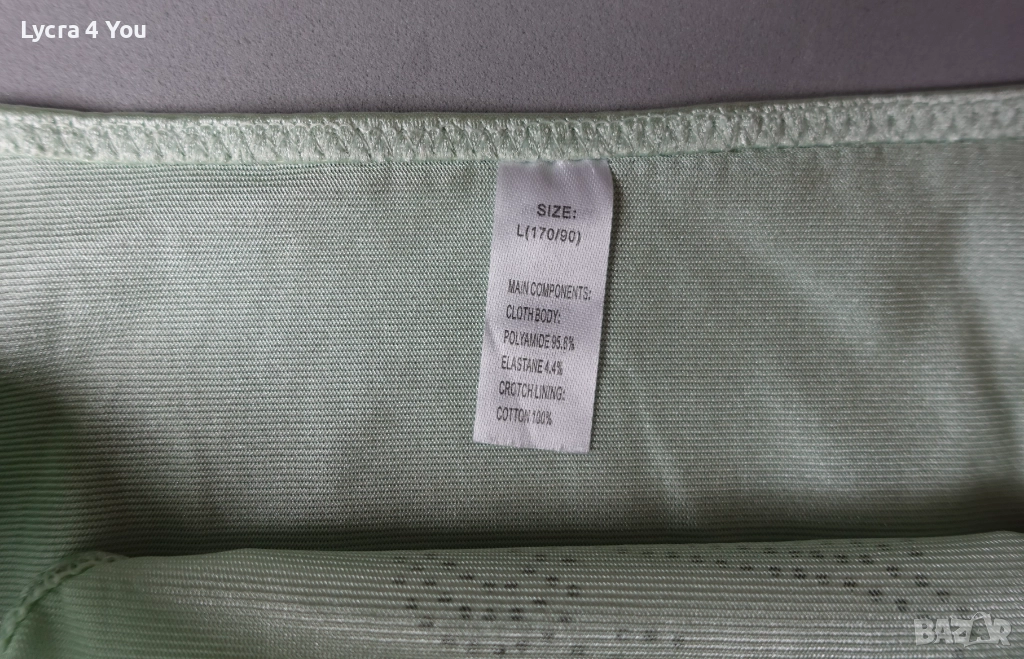 Lycra 4 You
SIZE:
L(170/90)
MAIN COMPONENTS:
CLOTH BODY:
POLYAMIDE 95.6%
ELASTANE 4.4%
CROTCH LINING:
COTTON 100%
BAZAR